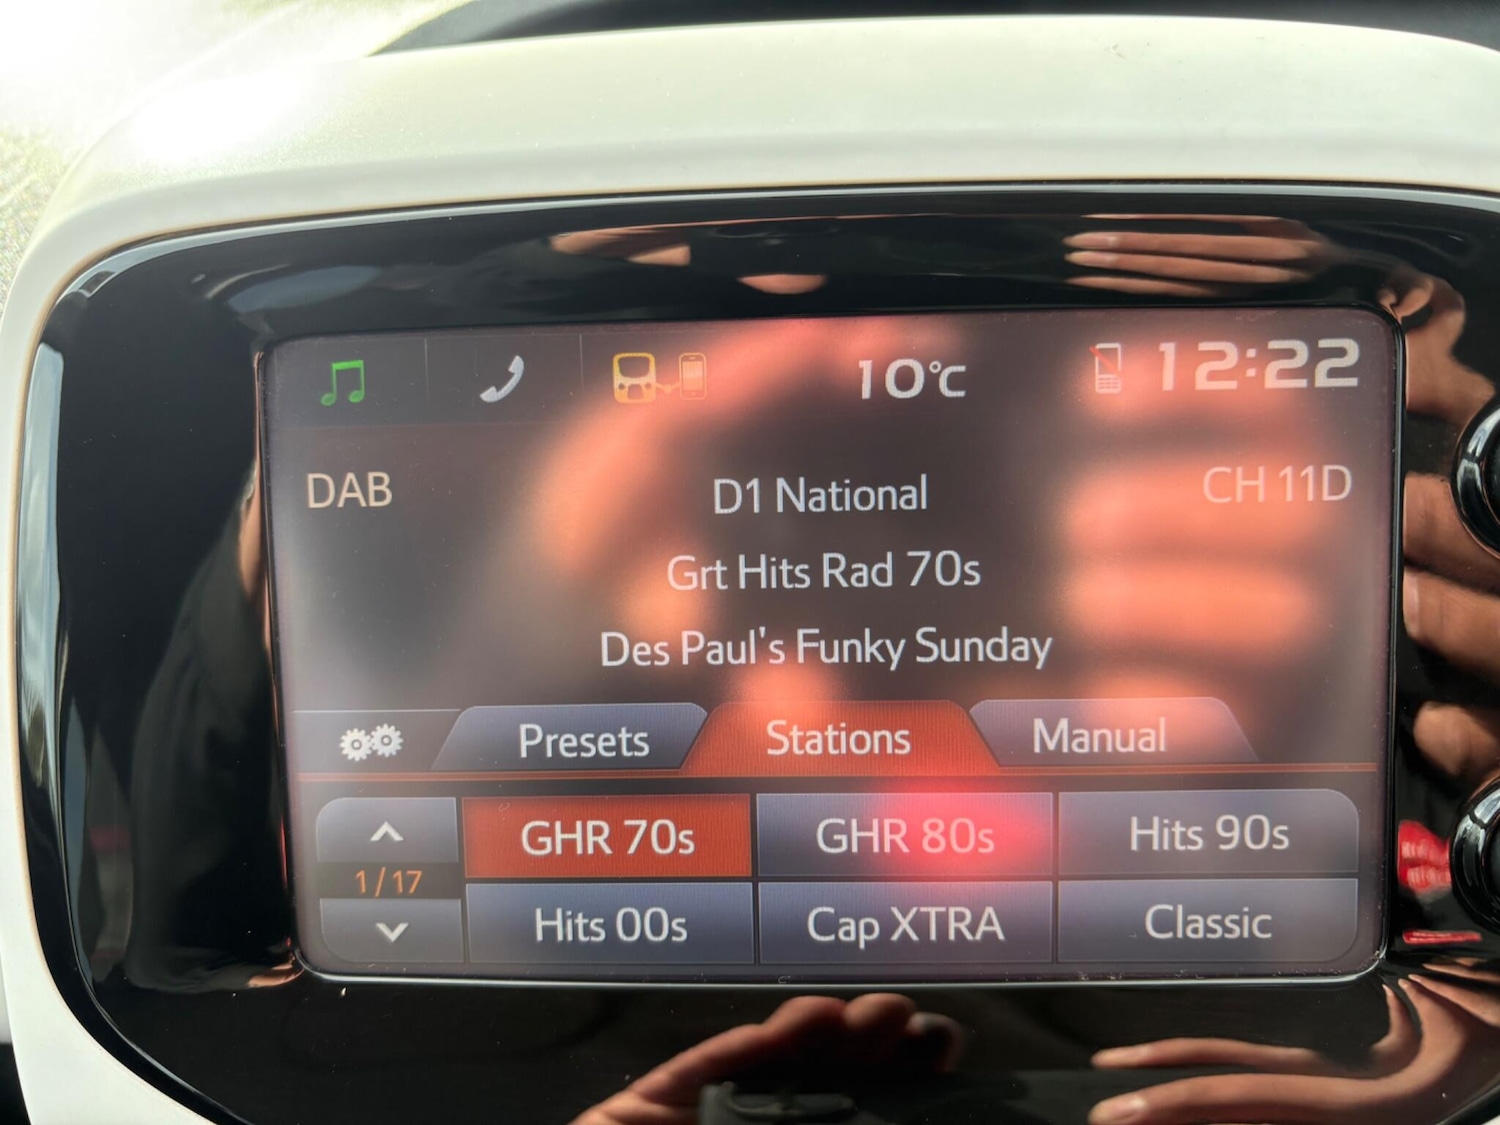 10°C
12:22
DAB
D1 National
CH 11D
Grt Hits Rad 70s
Des Paul's Funky Sunday
Presets
Stations
Manual
GHR 70s
GHR 80s
Hits 90s
1/17
Hits 00s
Cap XTRA
Classic